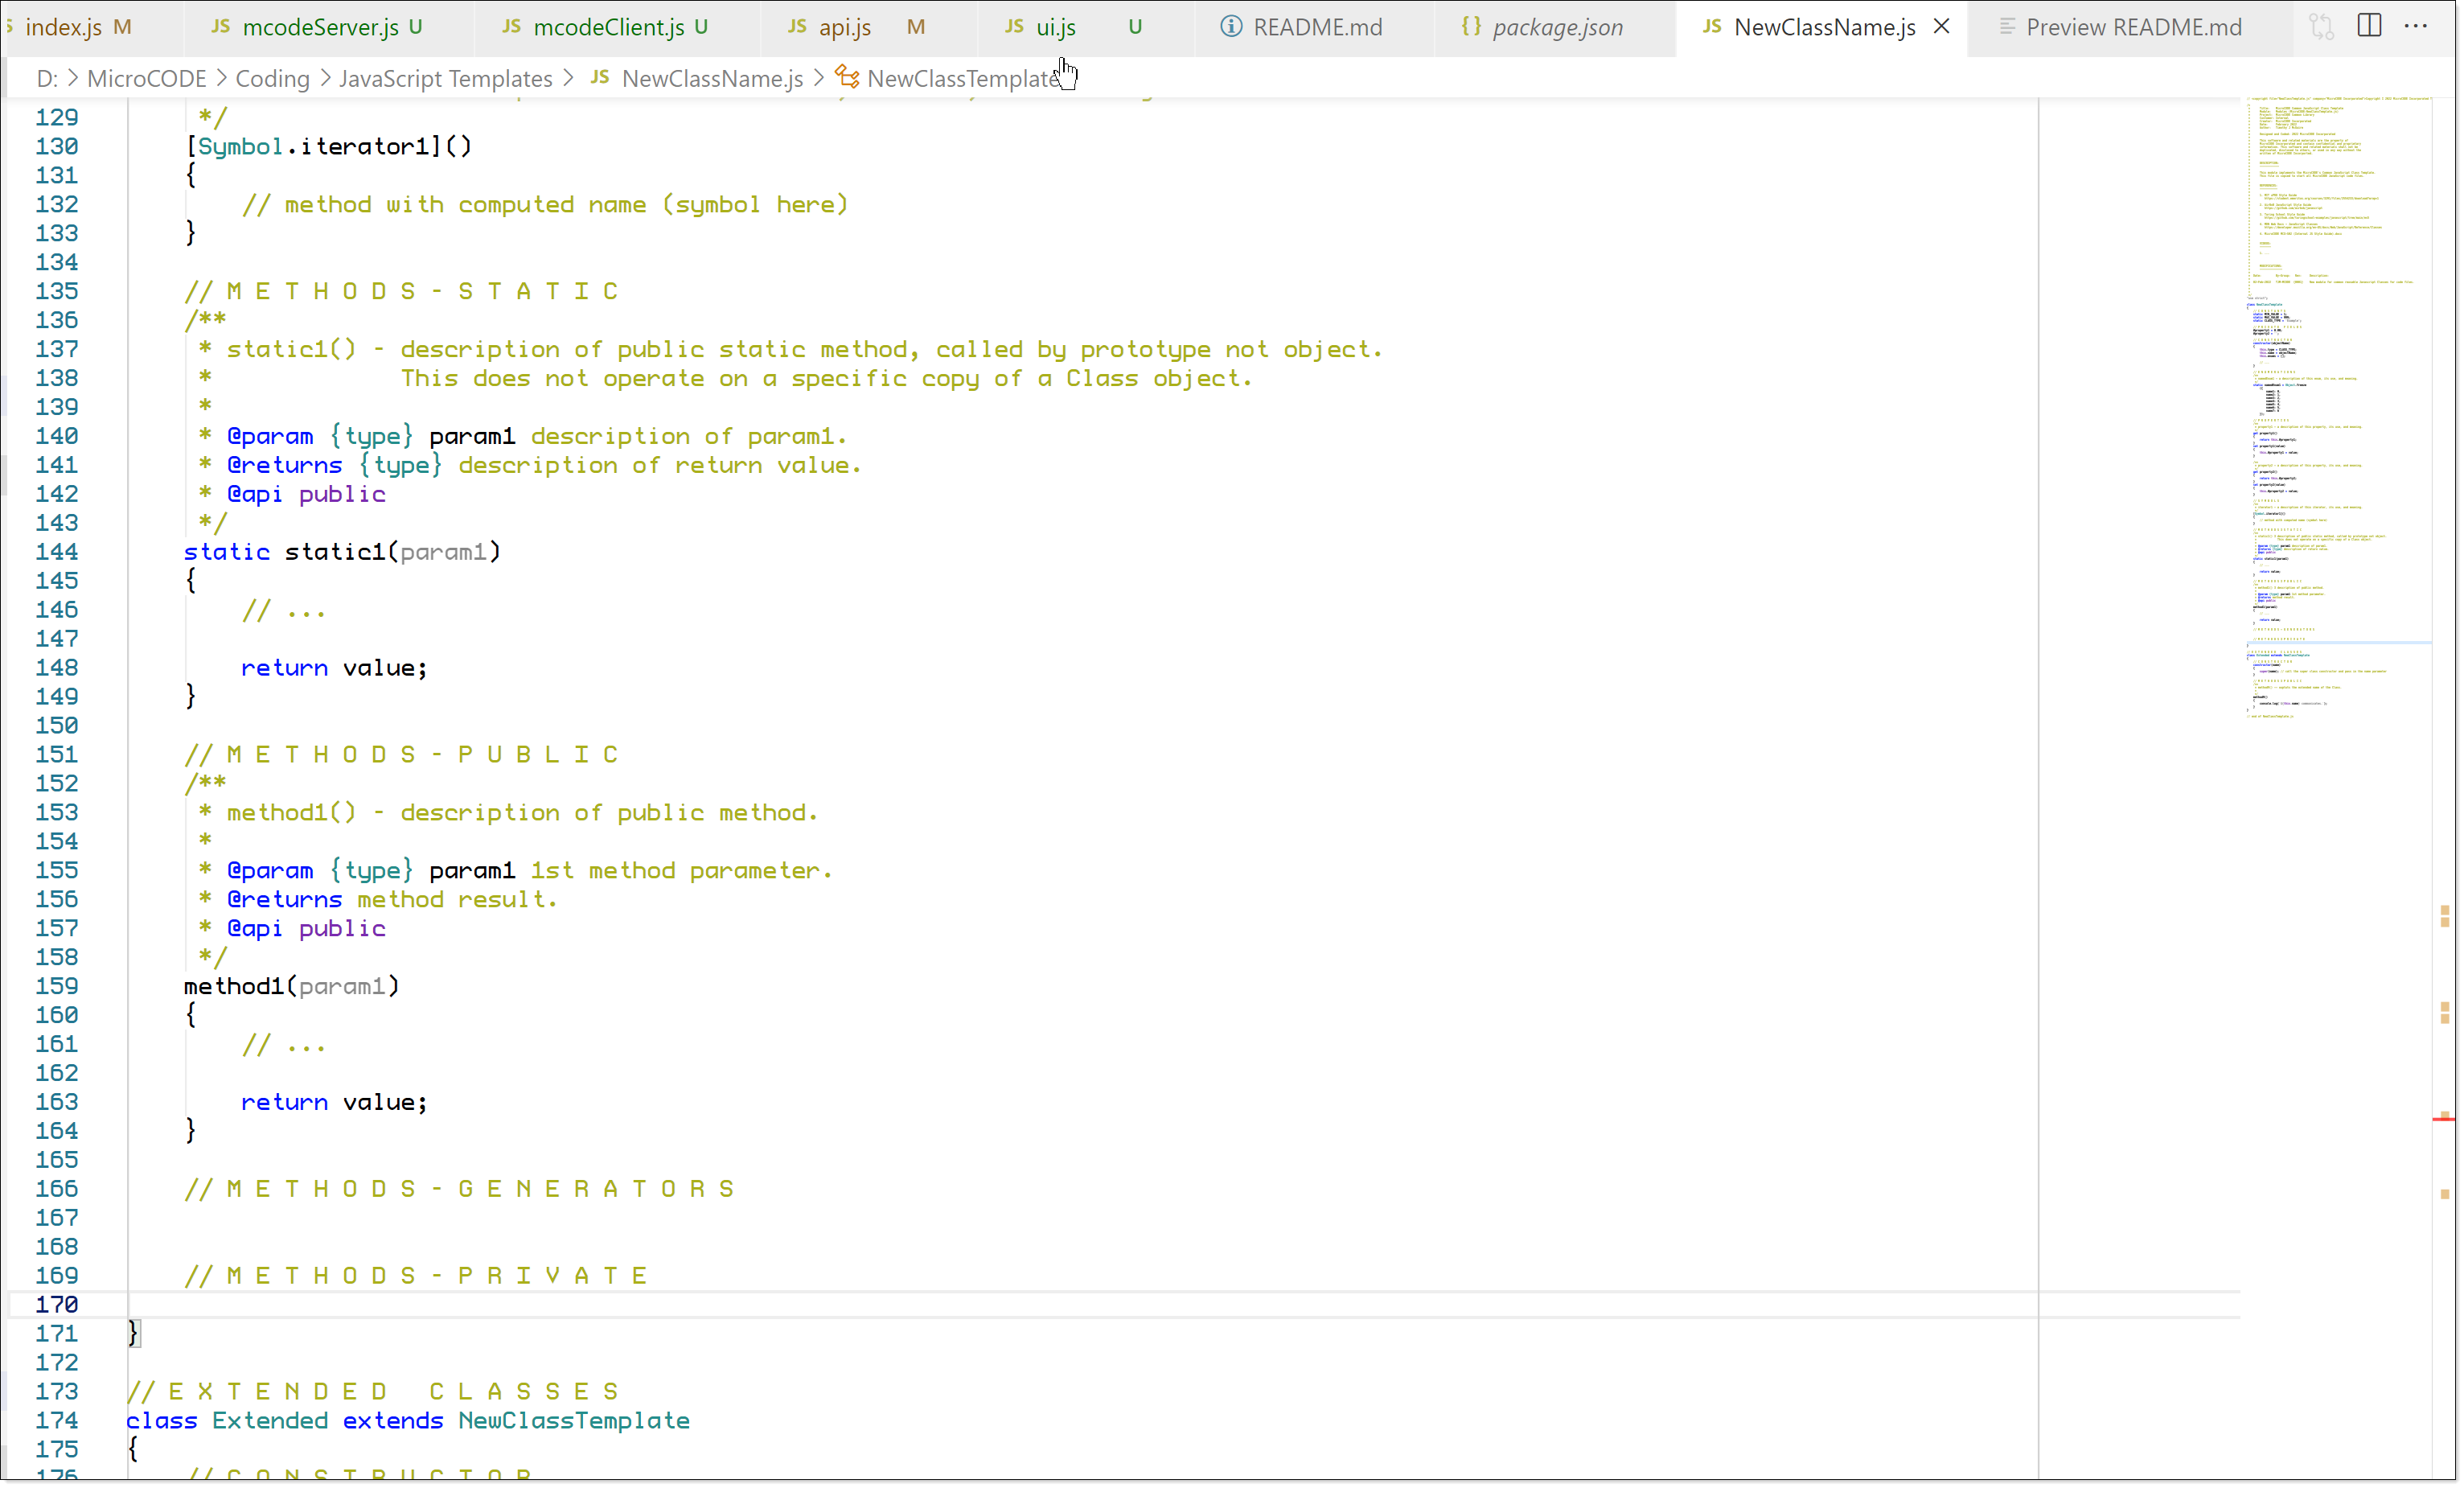 index.js M JS mcodeServer.js U JS mcodeClient.js U JS api.js M JS ui.js U README.md {} package.json JS NewClassName.js Preview README.md ...
D: > MicroCODE > Coding > JavaScript Templates > JS NewClassName.js > NewClassTemplate
129 */
130 [Symbol.iterator1]()
131 {
132 // method with computed name (symbol here)
133 }
134
135 // M E T H O D S - S T A T I C
136 /**
137 * static1() - description of public static method, called by prototype not object.
138 * This does not operate on a specific copy of a Class object.
139 *
140 * @param {type} param1 description of param1.
141 * @returns {type} description of return value.
142 * @api public
143 */
144 static static1(param1)
145 {
146 // ...
147
148 return value;
149 }
150
151 // M E T H O D S - P U B L I C
152 /**
153 * method1() - description of public method.
154 *
155 * @param {type} param1 1st method parameter.
156 * @returns method result.
157 * @api public
158 */
159 method1(param1)
160 {
161 // ...
162
163 return value;
164 }
165
166 // M E T H O D S - G E N E R A T O R S
167
168
169 // M E T H O D S - P R I V A T E
170
171 }
172
173 // E X T E N D E D C L A S S E S
174 class Extended extends NewClassTemplate
175 {
176 // C O N S T R U C T O R